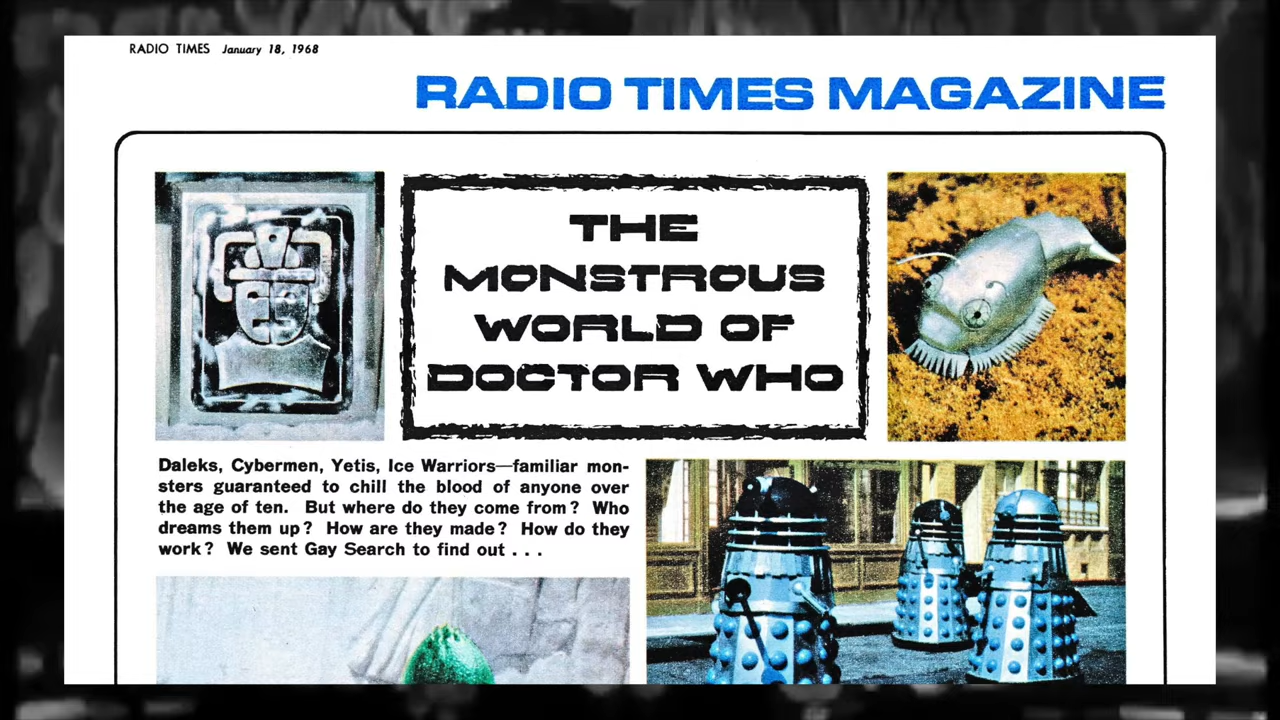 RADIO TIMES January 18, 1968
RADIO TIMES MAGAZINE
THE
MONSTROUS
WORLD OF
DOCTOR WHO
Daleks, Cybermen, Yetis, Ice Warriors—familiar mon-
sters guaranteed to chill the blood of anyone over
the age of ten. But where do they come from? Who
dreams them up? How are they made? How do they
work? We sent Gay Search to find out . . .